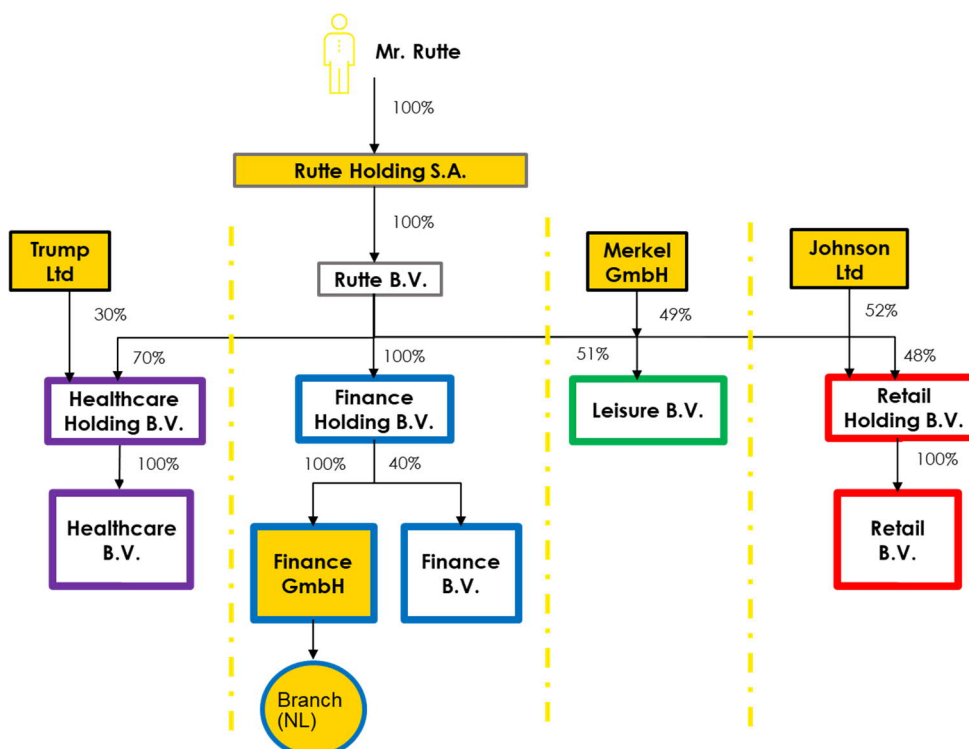 Mr. Rutte
100%
Rutte Holding S.A.
100%
Trump
Ltd
Rutte B.V.
Merkel
GmbH
Johnson
Ltd
30%
49%
52%
70%
100%
51%
48%
Healthcare
Holding B.V.
Finance
Holding B.V.
Leisure B.V.
Retail
Holding B.V.
100%
100%
40%
100%
Healthcare
B.V.
Finance
GmbH
Finance
B.V.
Retail
B.V.
Branch
(NL)